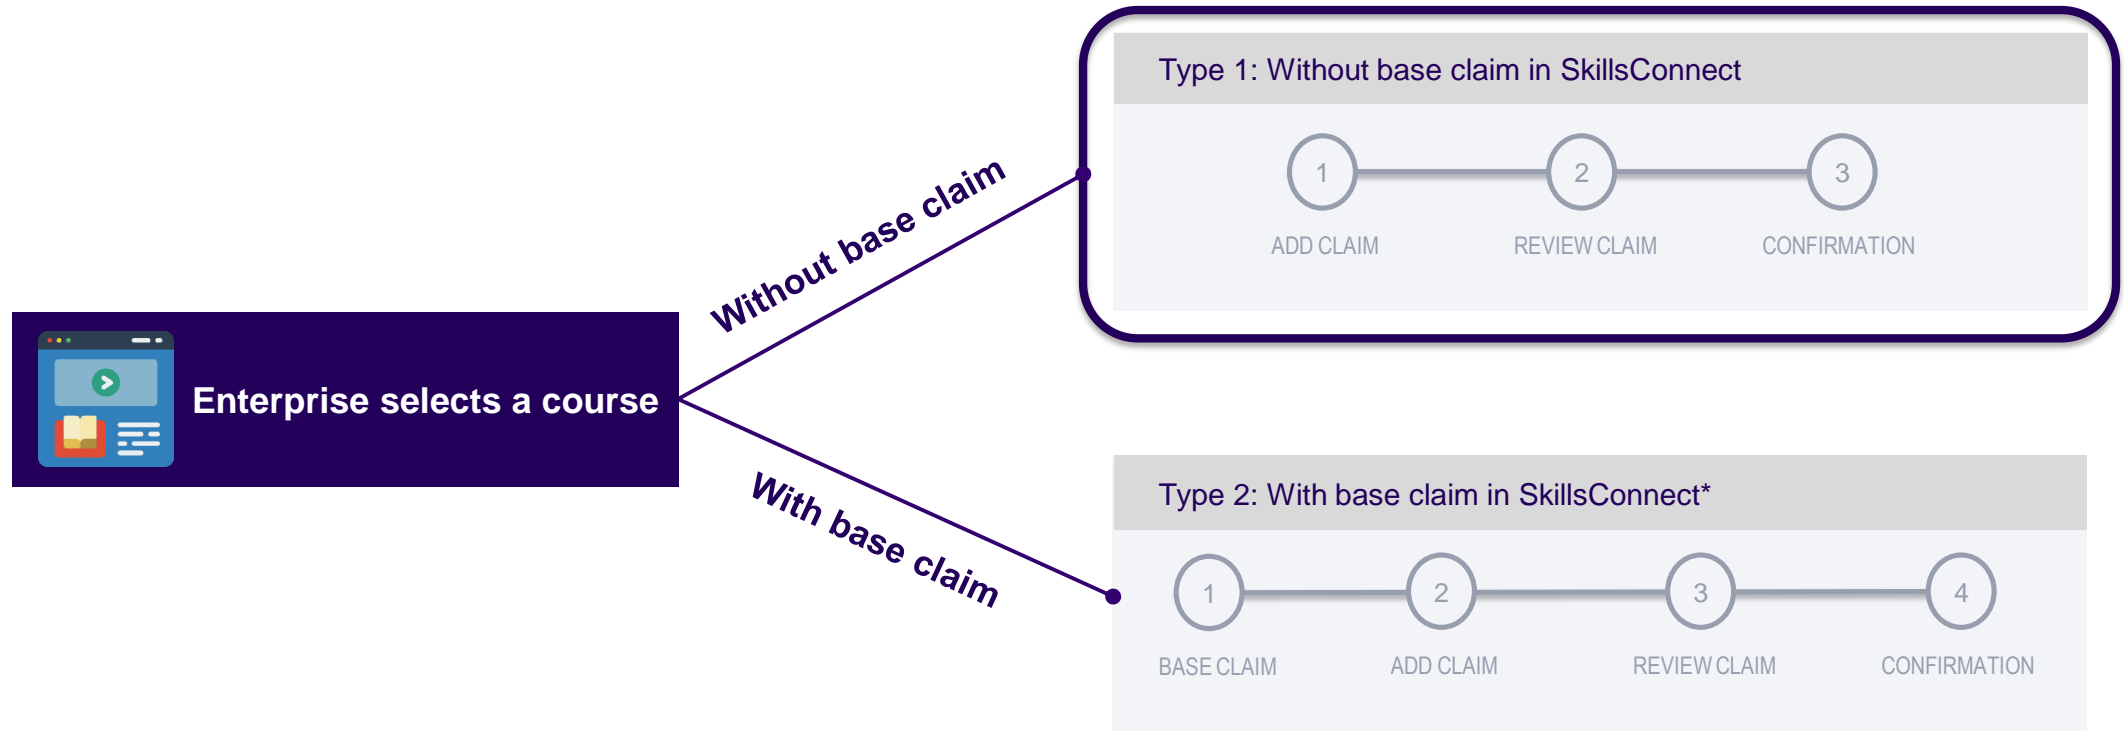 Type 1: Without base claim in SkillsConnect
1
2
3
ADD CLAIM
REVIEW CLAIM
CONFIRMATION
Without base claim
Enterprise selects a course
With base claim
Type 2: With base claim in SkillsConnect*
1
2
3
4
BASE CLAIM
ADD CLAIM
REVIEW CLAIM
CONFIRMATION